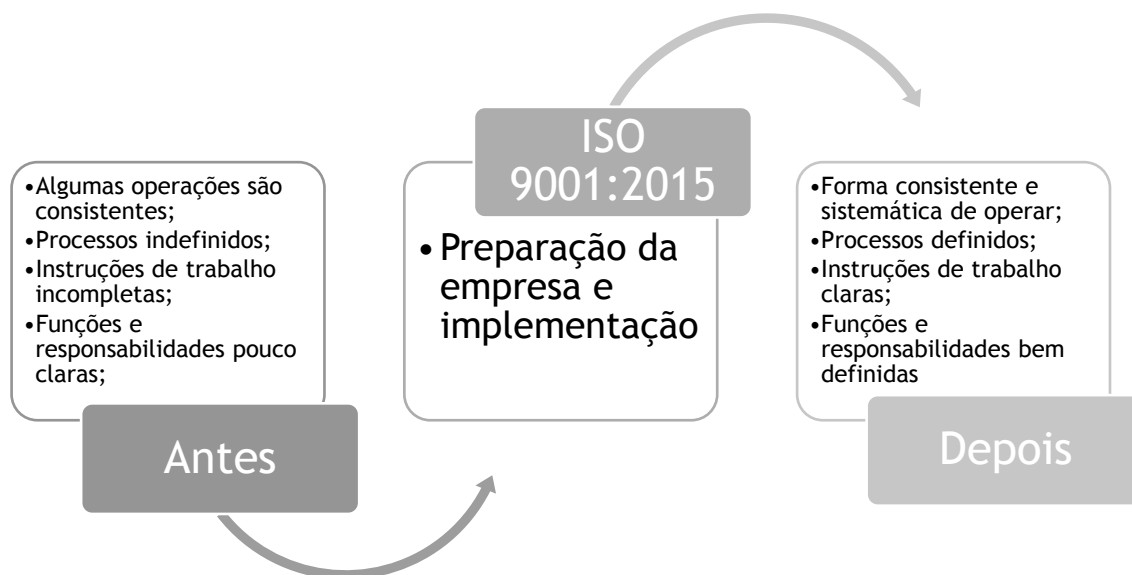 •Algumas operações são
consistentes;
•Processos indefinidos;
•Instruções de trabalho
incompletas;
•Funções e
responsabilidades pouco
claras;
Antes
ISO
9001:2015
• Preparação da
empresa e
implementação
•Forma consistente e
sistemática de operar;
•Processos definidos;
•Instruções de trabalho
claras;
•Funções e
responsabilidades bem
definidas
Depois